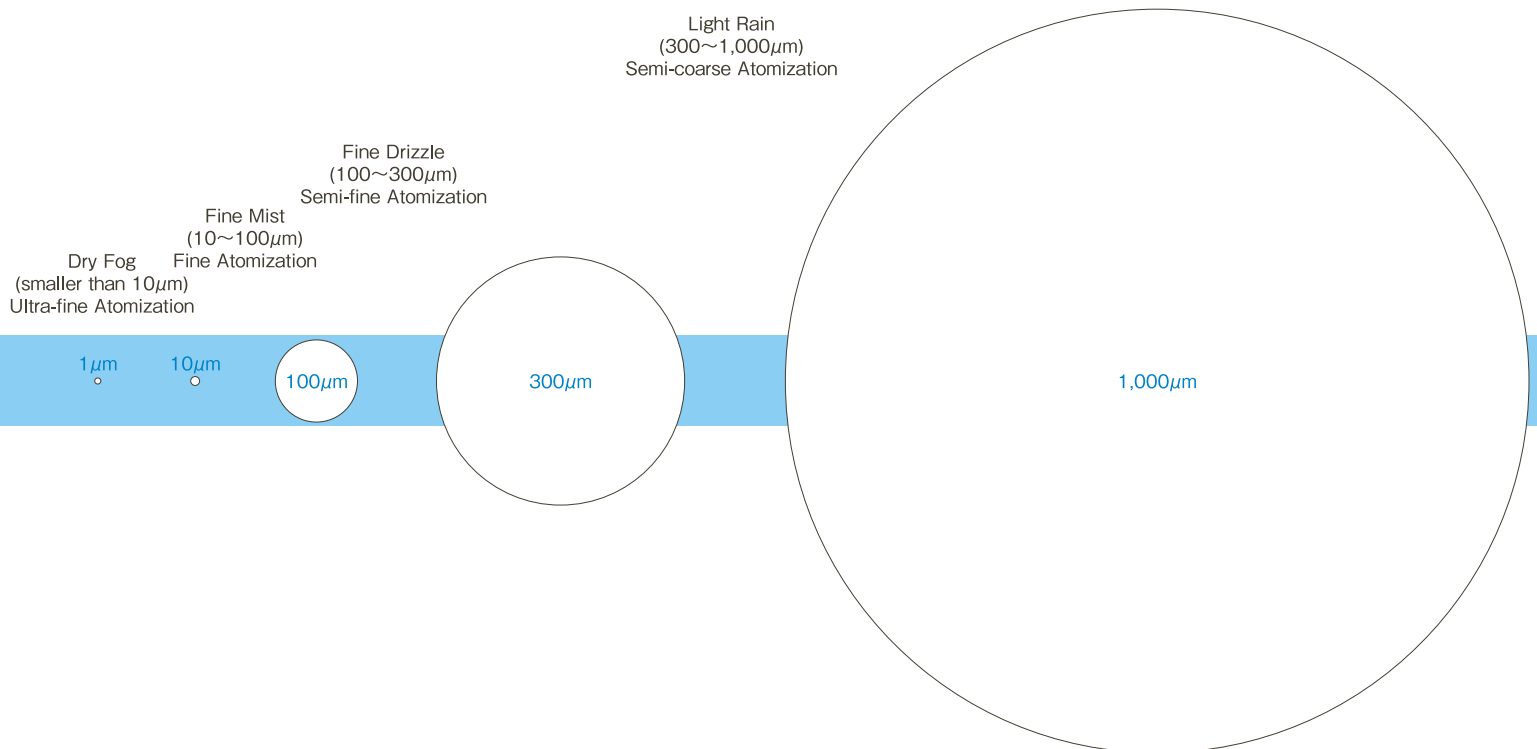 Light Rain
(300～1,000μm)
Semi-coarse Atomization
Fine Drizzle
(100～300μm)
Semi-fine Atomization
Fine Mist
(10～100μm)
Fine Atomization
Dry Fog
(smaller than 10μm)
Ultra-fine Atomization
1μm
10μm
100μm
300μm
1,000μm